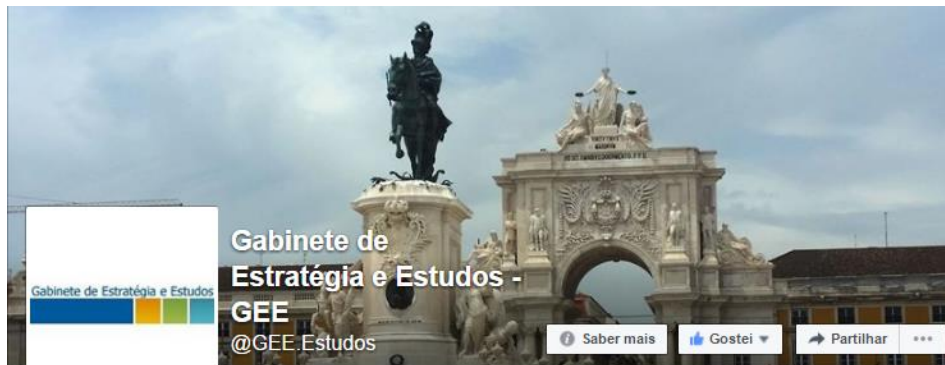 Gabinete de Estratégia e Estudos
Gabinete de
Estratégia e Estudos -
GEE
@GEE.Estudos
Saber mais
Gostei
Partilhar